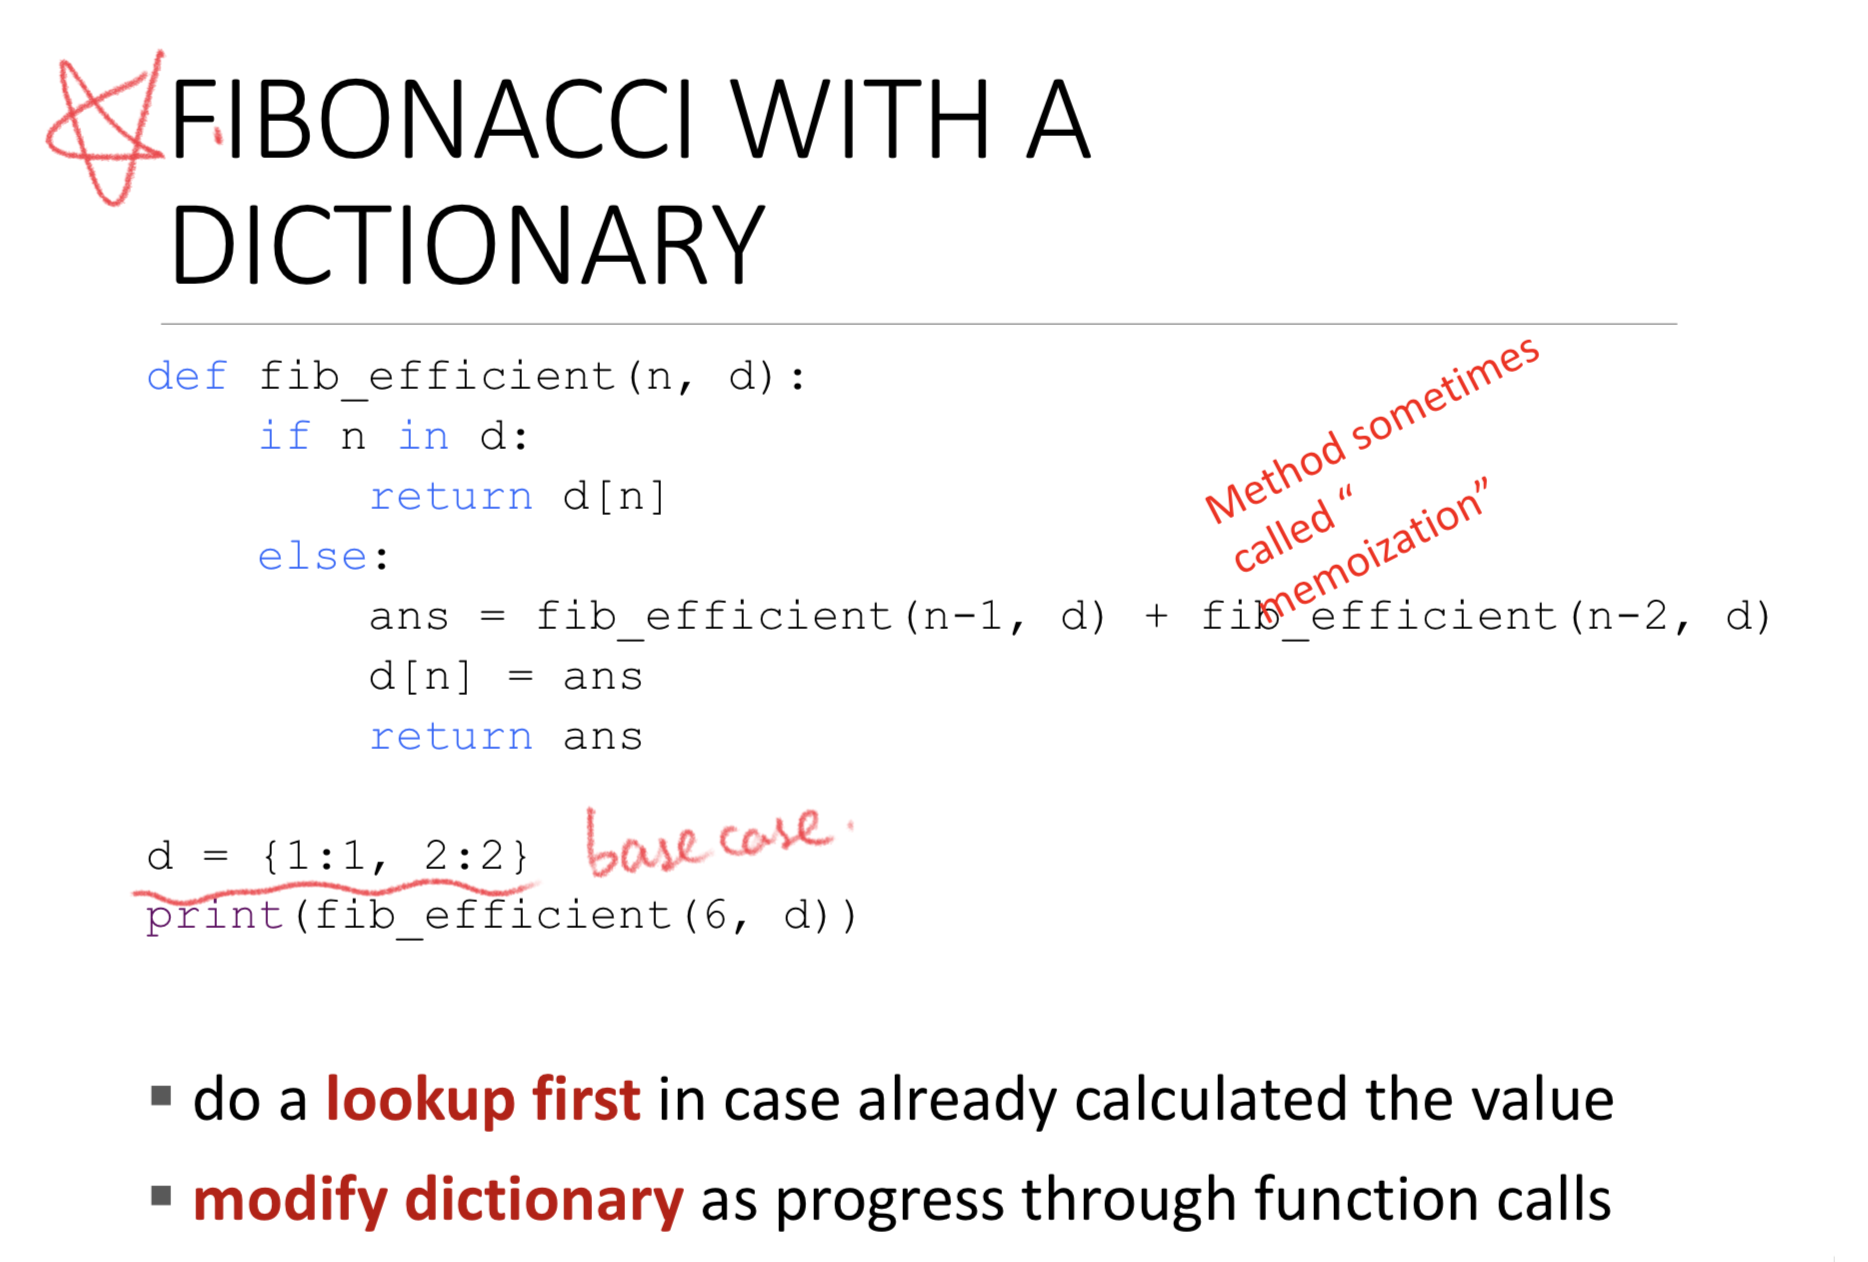 FIBONACCI WITH A
DICTIONARY
def fib_efficient(n, d):
    if n in d:
        return d[n]
    else:
        ans = fib_efficient(n-1, d) + fib_efficient(n-2, d)
        d[n] = ans
        return ans
Method sometimes
called “
memoization”
d = {1:1, 2:2}
base case.
print(fib_efficient(6, d))
▪ do a lookup first in case already calculated the value
▪ modify dictionary as progress through function calls